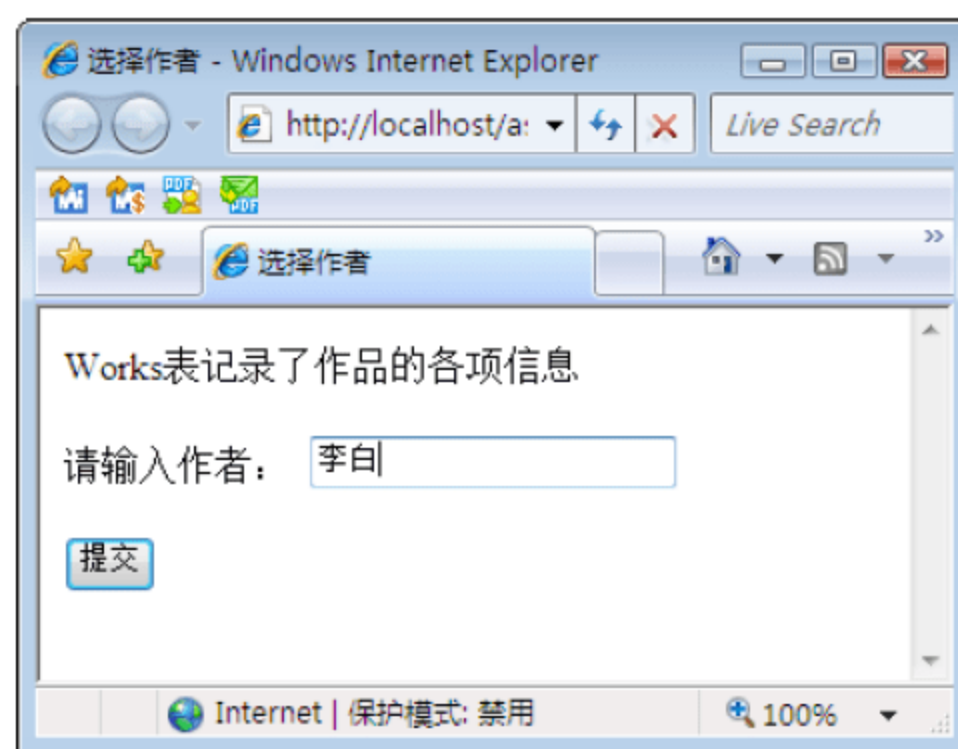 选择作者 - Windows Internet Explorer
http://localhost/a: Live Search
选择作者
Works表记录了作品的各项信息
请输入作者： 李白
提交
Internet | 保护模式: 禁用 100%